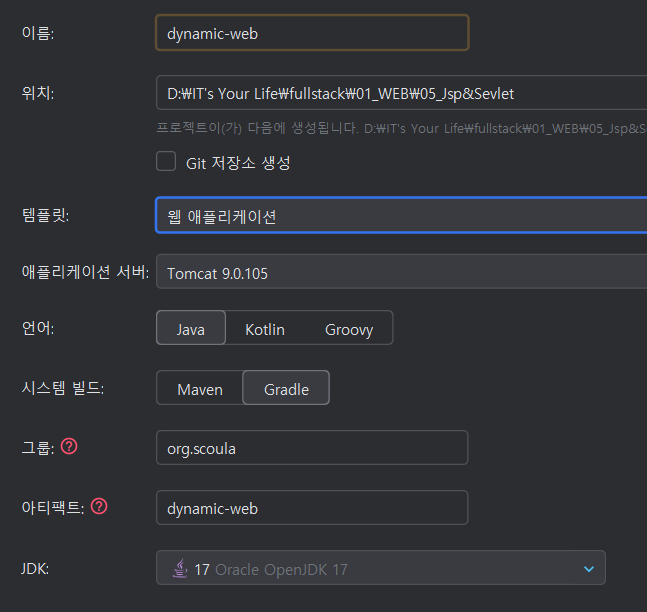 이름: dynamic-web
위치: D:₩IT's Your Life₩fullstack₩01_WEB₩05_Jsp&Sevlet
프로젝트이(가) 다음에 생성됩니다. D:₩IT's Your Life₩fullstack₩01_WEB₩05_Jsp&S
Git 저장소 생성
템플릿: 웹 애플리케이션
애플리케이션 서버: Tomcat 9.0.105
언어: Java Kotlin Groovy
시스템 빌드: Maven Gradle
그룹: ? org.scoula
아티팩트: ? dynamic-web
JDK: 17 Oracle OpenJDK 17